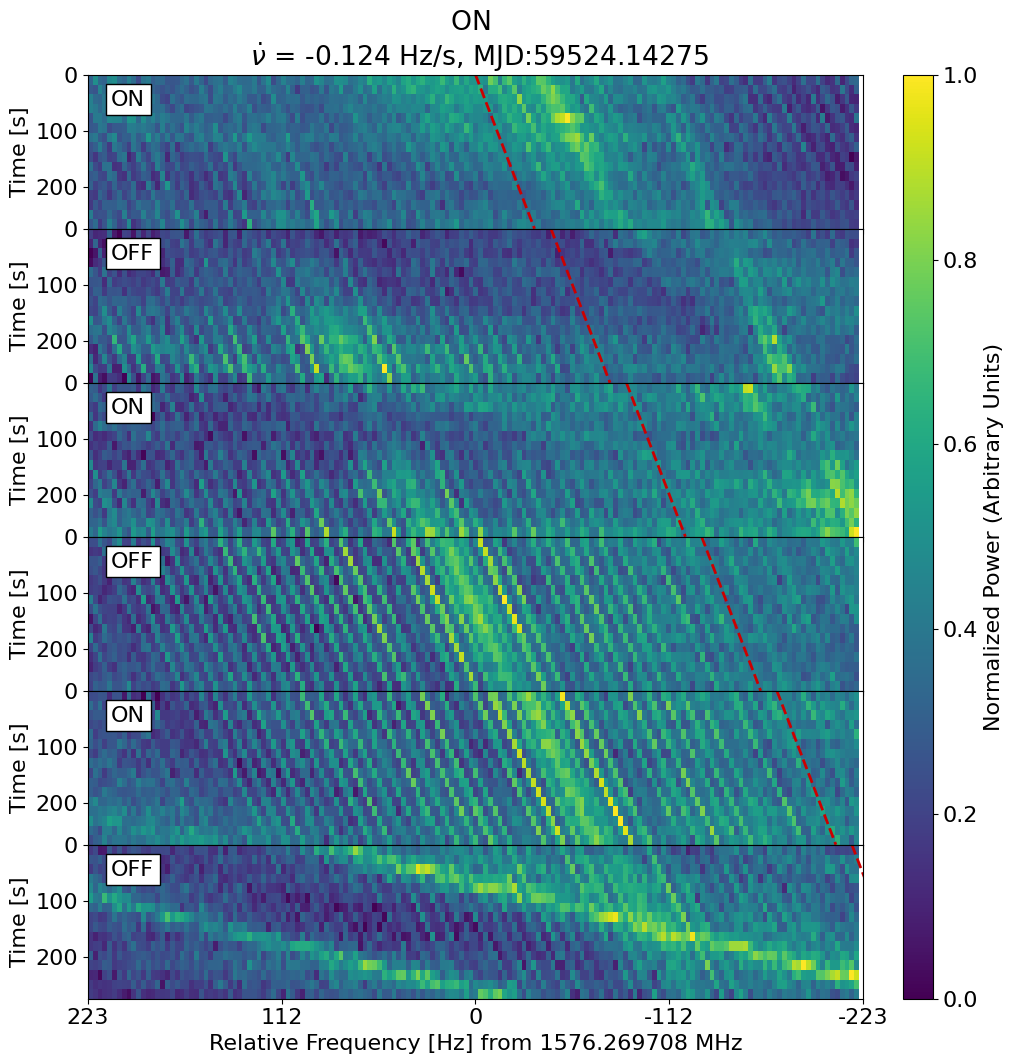 ON
ν̇ = -0.124 Hz/s, MJD:59524.14275
0
ON
100
200
Time [s]
0
OFF
100
200
Time [s]
0
ON
100
200
Time [s]
0
OFF
100
200
Time [s]
0
ON
100
200
Time [s]
0
OFF
100
200
Time [s]
223 112 0 -112 -223
Relative Frequency [Hz] from 1576.269708 MHz
1.0
0.8
0.6
0.4
0.2
0.0
Normalized Power (Arbitrary Units)